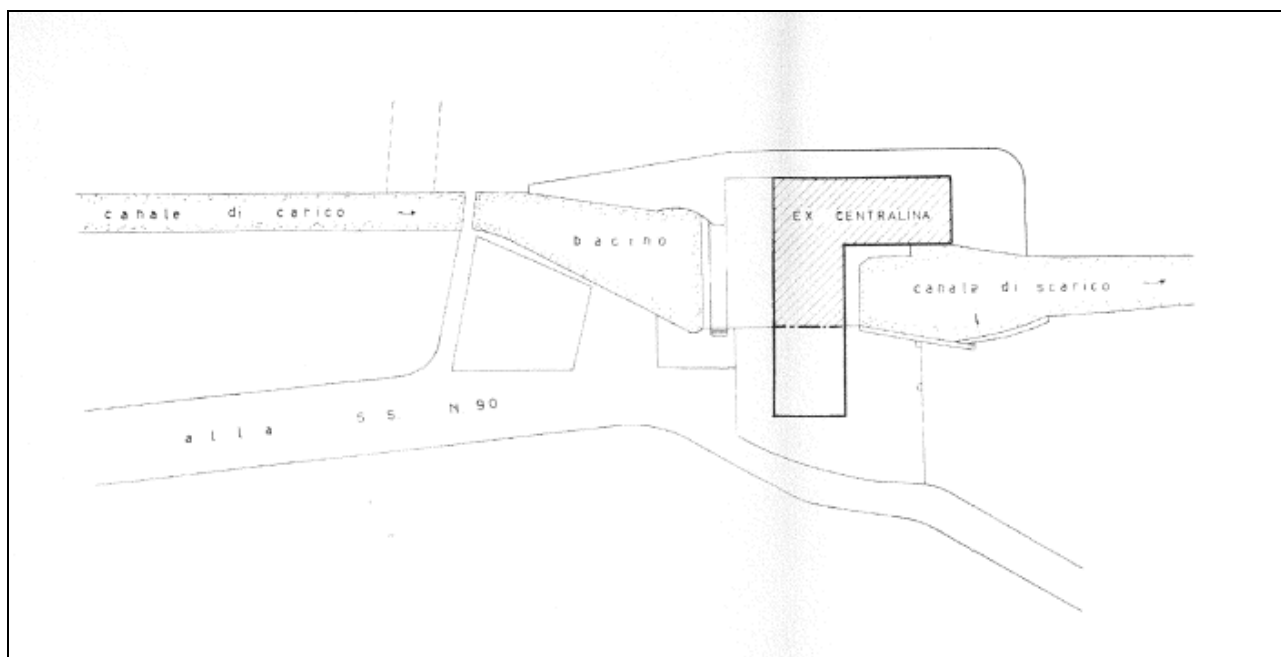 canale di carico
bacino
EX CENTRALINA
canale di scarico
alla S.S. N 90